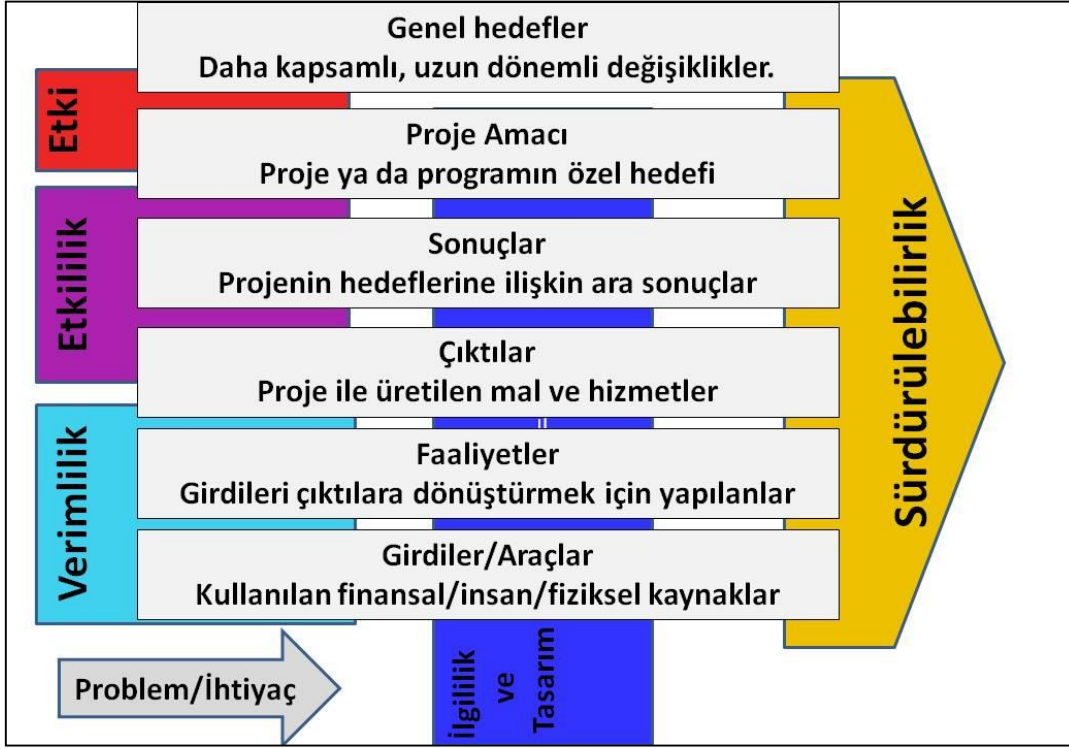 Genel hedefler
Daha kapsamlı, uzun dönemli değişiklikler.
Etki
Proje Amacı
Proje ya da programın özel hedefi
Etkililik
Sonuçlar
Projenin hedeflerine ilişkin ara sonuçlar
Çıktılar
Proje ile üretilen mal ve hizmetler
Verimlilik
Faaliyetler
Girdileri çıktılara dönüştürmek için yapılanlar
Girdiler/Araçlar
Kullanılan finansal/insan/fiziksel kaynaklar
Sürdürülebilirlik
Problem/İhtiyaç
İlgililik
ve
Tasarım